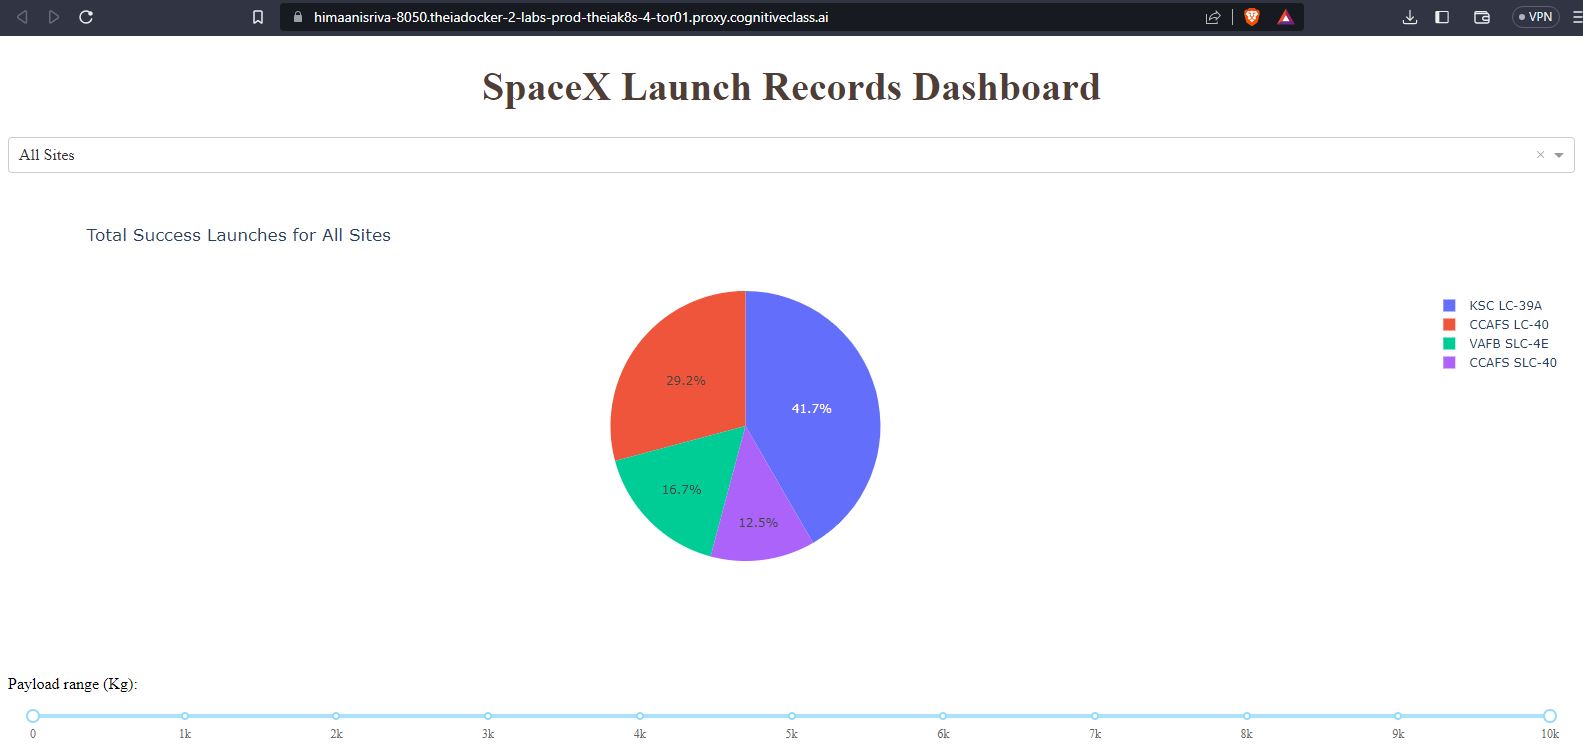 himaanisriva-8050.theiadocker-2-labs-prod-theiak8s-4-tor01.proxy.cognitiveclass.ai
VPN
SpaceX Launch Records Dashboard
All Sites
Total Success Launches for All Sites
KSC LC-39A
CCAFS LC-40
VAFB SLC-4E
CCAFS SLC-40
29.2%
41.7%
16.7%
12.5%
Payload range (Kg):
0 1k 2k 3k 4k 5k 6k 7k 8k 9k 10k